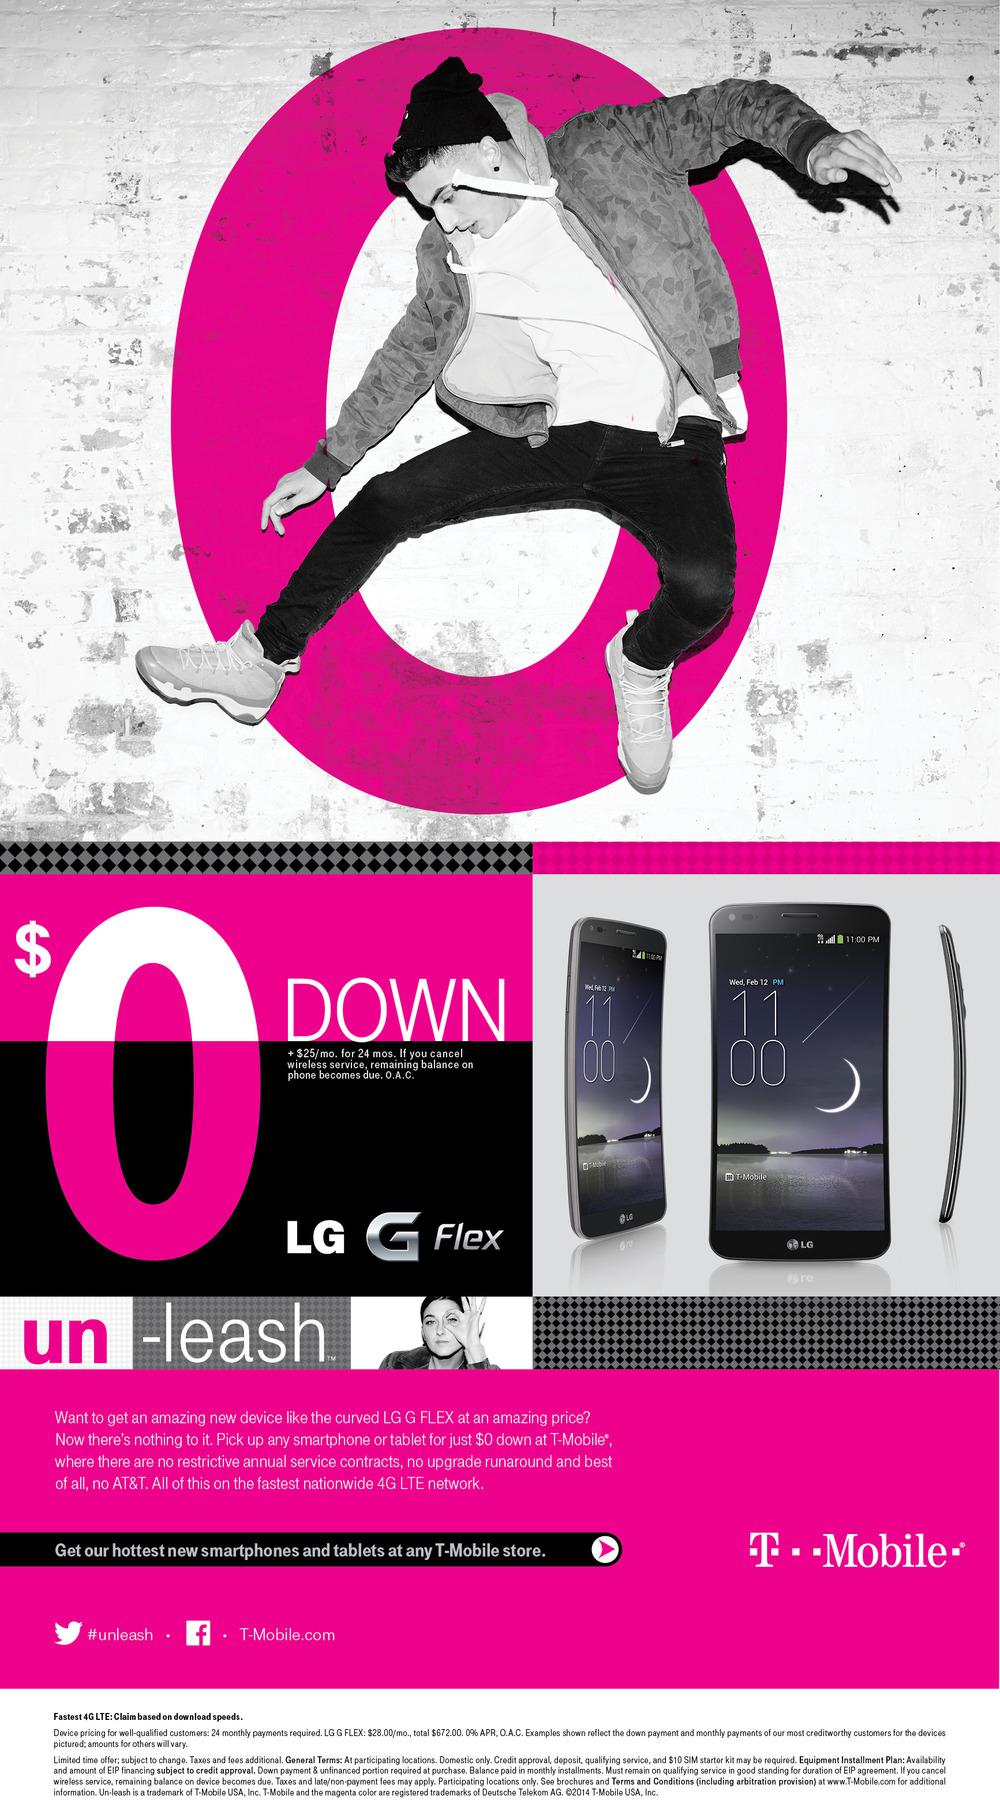 $0 DOWN
+ $25/mo. for 24 mos. If you cancel
wireless service, remaining balance on
phone becomes due. O.A.C.
LG G Flex
11:00 PM
Wed, Feb 12 PM
11
00
T-Mobile
LG
11:00 PM
Wed, Feb 12 PM
11
00
T-Mobile
LG
un-leash™
Want to get an amazing new device like the curved LG G FLEX at an amazing price?
Now there's nothing to it. Pick up any smartphone or tablet for just $0 down at T-Mobile®,
where there are no restrictive annual service contracts, no upgrade runaround and best
of all, no AT&T. All of this on the fastest nationwide 4G LTE network.
Get our hottest new smartphones and tablets at any T-Mobile store.
T··Mobile·®
#unleash · f · T-Mobile.com
Fastest 4G LTE: Claim based on download speeds.
Device pricing for well-qualified customers: 24 monthly payments required. LG G FLEX: $28.00/mo., total $672.00. 0% APR, O.A.C. Examples shown reflect the down payment and monthly payments of our most creditworthy customers for the devices
pictured; amounts for others will vary.
Limited time offer; subject to change. Taxes and fees additional. General Terms: At participating locations. Domestic only. Credit approval, deposit, qualifying service, and $10 SIM starter kit may be required. Equipment Installment Plan: Availability
and amount of EIP financing subject to credit approval. Down payment & unfinanced portion required at purchase. Balance paid in monthly installments. Must remain on qualifying service in good standing for duration of EIP agreement. If you cancel
wireless service, remaining balance on device becomes due. Taxes and late/non-payment fees may apply. Participating locations only. See brochures and Terms and Conditions (including arbitration provision) at www.T-Mobile.com for additional
information. Un-leash is a trademark of T-Mobile USA, Inc. T-Mobile and the magenta color are registered trademarks of Deutsche Telekom AG. ©2014 T-Mobile USA, Inc.